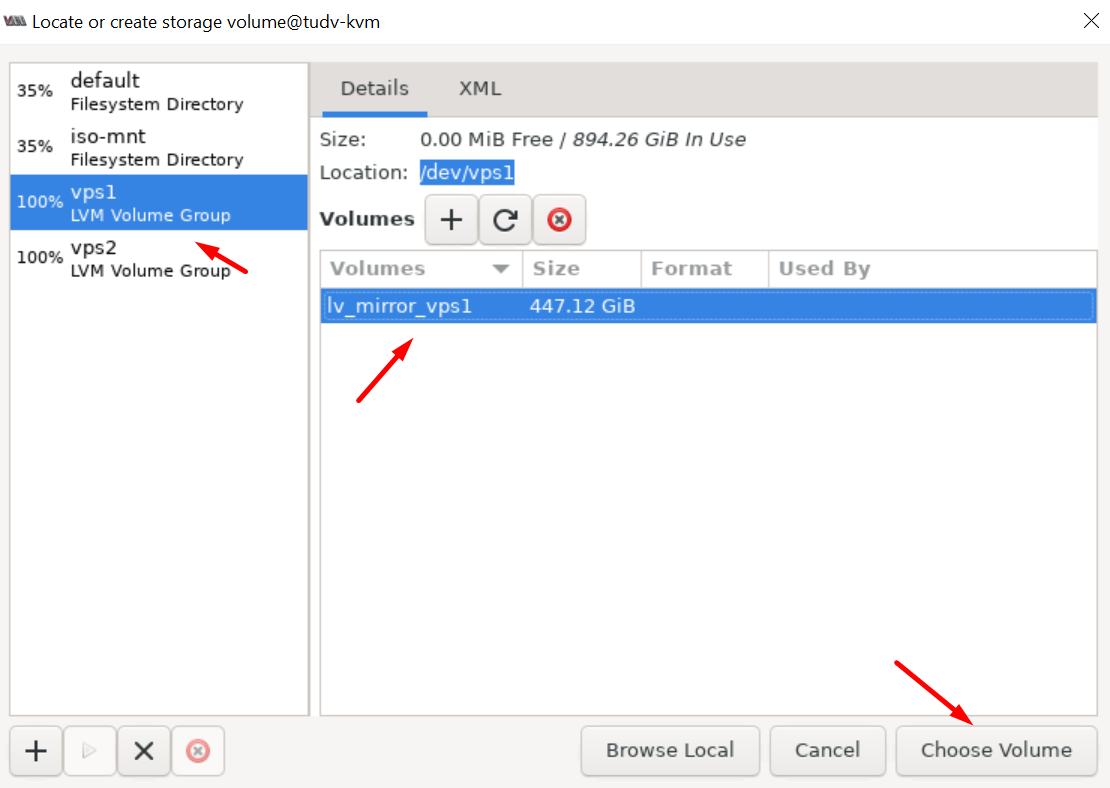 Locate or create storage volume@tudv-kvm
35% default
Filesystem Directory
35% iso-mnt
Filesystem Directory
100% vps1
LVM Volume Group
100% vps2
LVM Volume Group
Details XML
Size: 0.00 MiB Free / 894.26 GiB In Use
Location: /dev/vps1
Volumes
Volumes Size Format Used By
lv_mirror_vps1 447.12 GiB
Browse Local Cancel Choose Volume